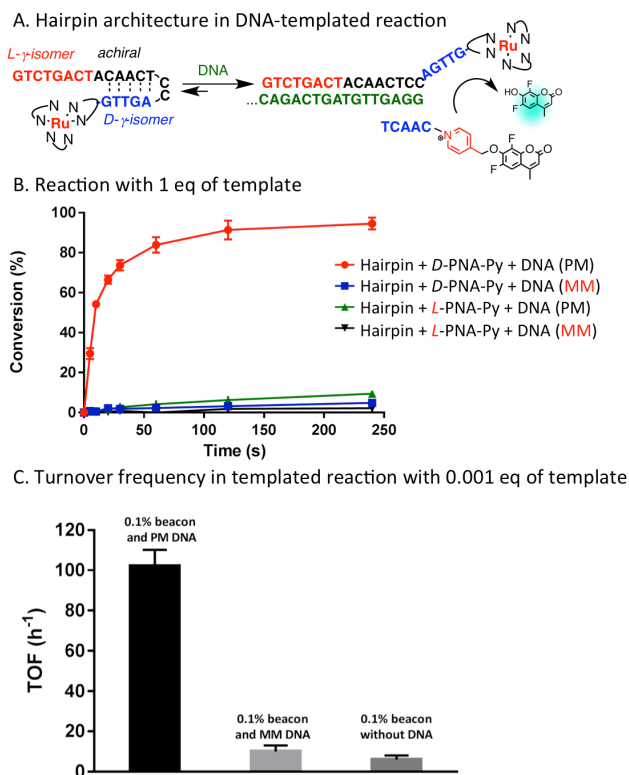 A. Hairpin architecture in DNA-templated reaction
L-γ-isomer
achiral
GTCTGACTACAACTC
C
C
GTTGA
D-γ-isomer
N
N
Ru
N
N
DNA
GTCTGACTACAACTCC
...CAGACTGATGTTGAGG
AGTTG
N
N
Ru
N
N
F
HO
O
O
F
TCAAC
N
⊕
F
O
O
O
F
B. Reaction with 1 eq of template
Conversion (%)
100
80
60
40
20
0
0
50
100
150
200
250
Time (s)
Hairpin + D-PNA-Py + DNA (PM)
Hairpin + D-PNA-Py + DNA (MM)
Hairpin + L-PNA-Py + DNA (PM)
Hairpin + L-PNA-Py + DNA (MM)
C. Turnover frequency in templated reaction with 0.001 eq of template
TOF (h-1)
120
100
80
60
40
20
0
0.1% beacon
and PM DNA
0.1% beacon
and MM DNA
0.1% beacon
without DNA